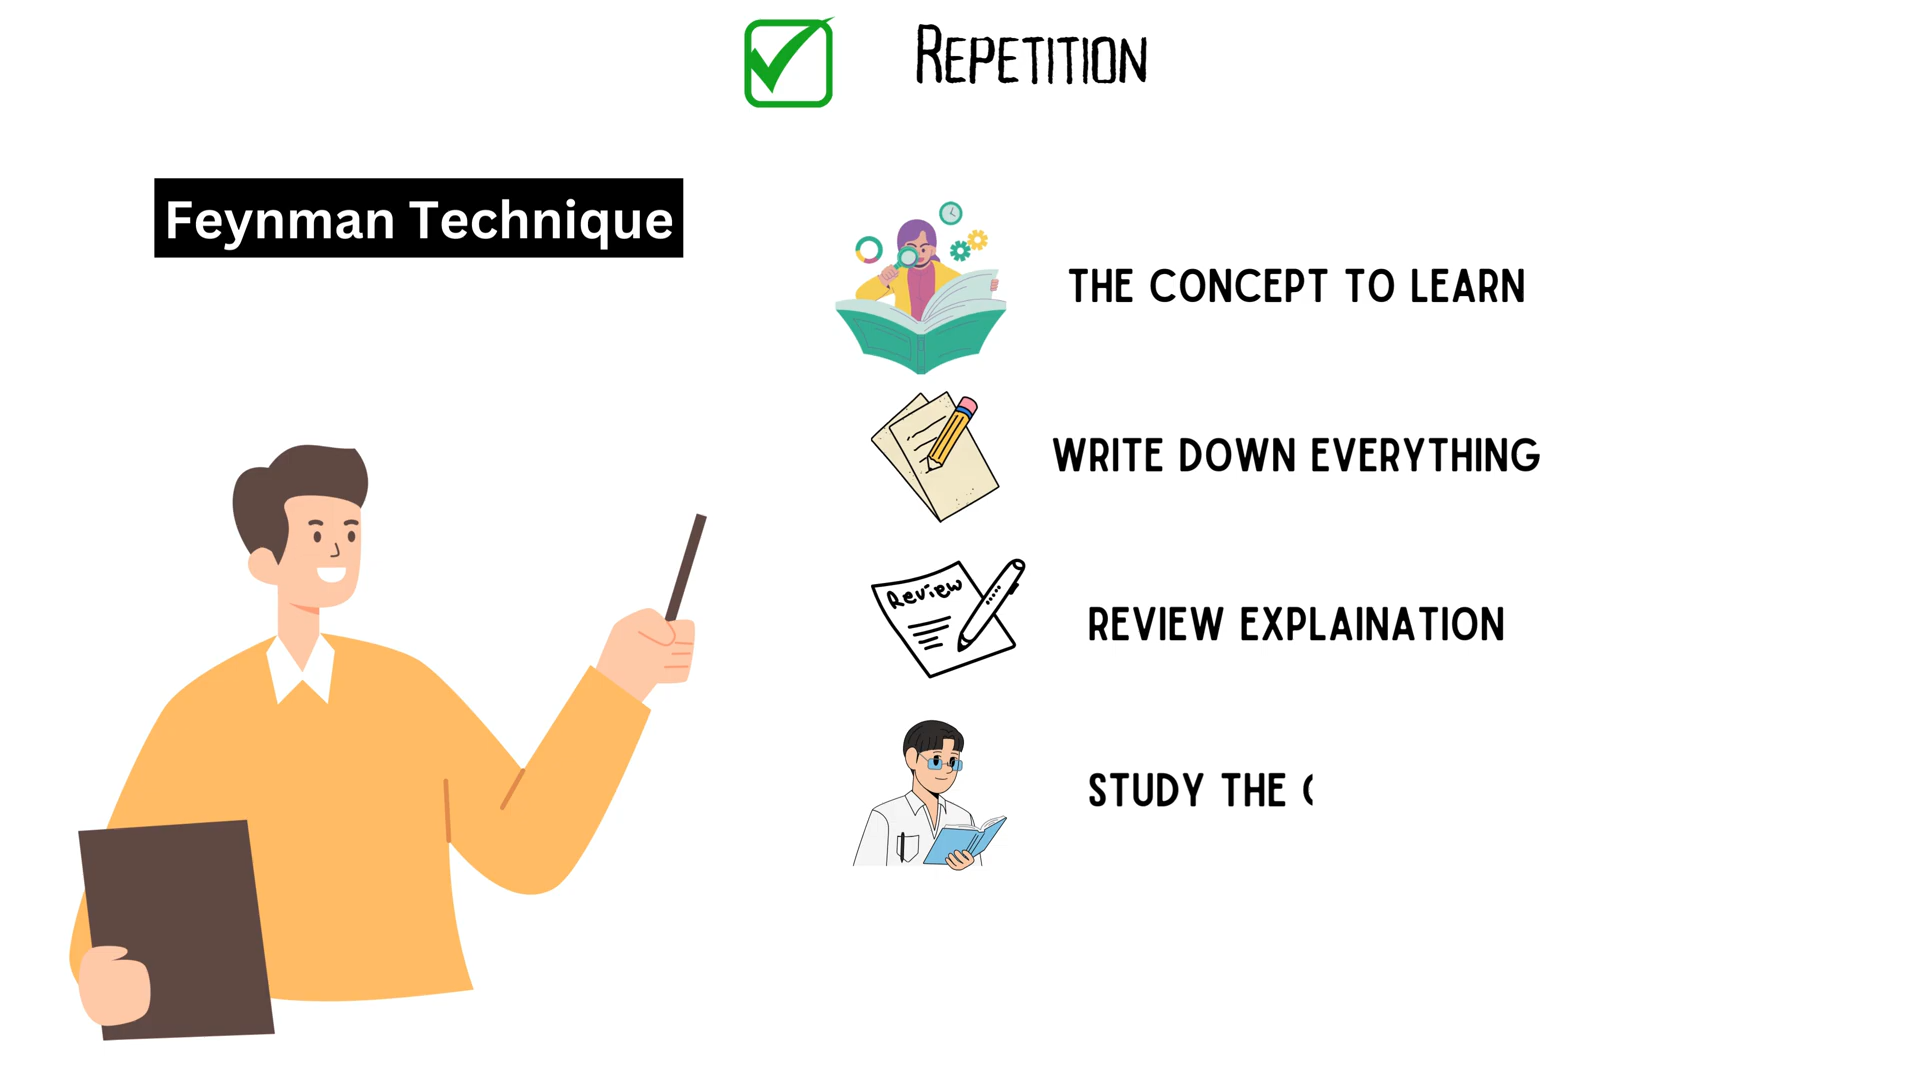 Repetition
Feynman Technique
THE CONCEPT TO LEARN
WRITE DOWN EVERYTHING
Review
REVIEW EXPLAINATION
STUDY THE